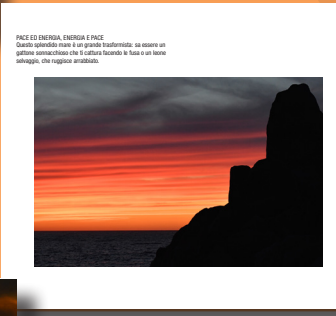 PACE ED ENERGIA, ENERGIA E PACE
Questo splendido mare è un grande trasformista: sa essere un
gattone sonnacchioso che ti cattura facendo le fusa o un leone
selvaggio, che ruggisce arrabbiato.